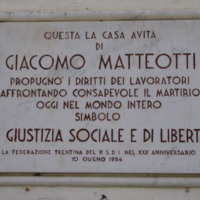 QUESTA LA CASA AVITA
DI
GIACOMO MATTEOTTI
PROPUGNÒ I DIRITTI DEI LAVORATORI
AFFRONTANDO CONSAPEVOLE IL MARTIRIO
OGGI NEL MONDO INTERO
SIMBOLO
GIUSTIZIA SOCIALE E DI LIBERT
LA FEDERAZIONE TRENTINA DEL P.S.D.I. NEL XXX ANNIVERSARIO
10 GIUGNO 1954